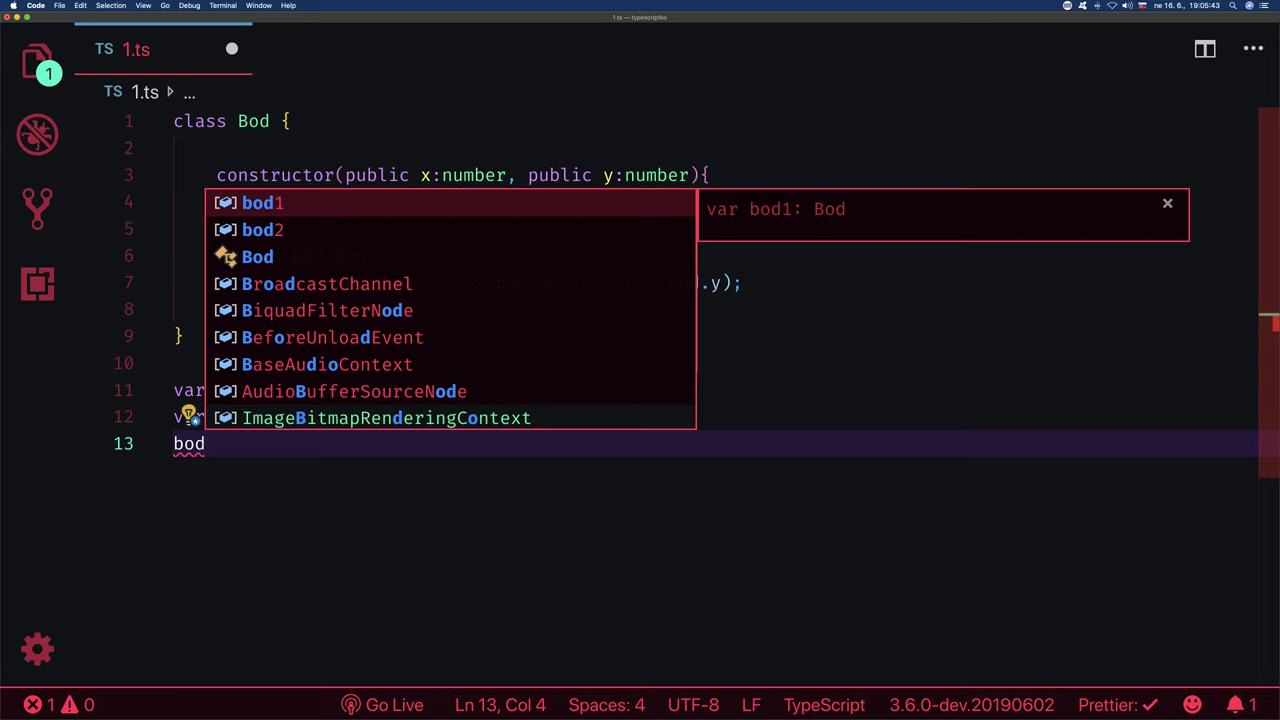 Code File Edit Selection View Go Debug Terminal Window Help ne 16. 6., 19:05:43
1.ts — typescriptko
TS 1.ts
1
TS 1.ts ...
1 class Bod {
2
3 constructor(public x:number, public y:number){
4 bod1 var bod1: Bod
5 bod2
6 Bod
7 BroadcastChannel .y);
8 BiquadFilterNode
9 } BeforeUnloadEvent
10 BaseAudioContext
11 var AudioBufferSourceNode
12 ImageBitmapRenderingContext
13 bod
1 0 Go Live Ln 13, Col 4 Spaces: 4 UTF-8 LF TypeScript 3.6.0-dev.20190602 Prettier: 1